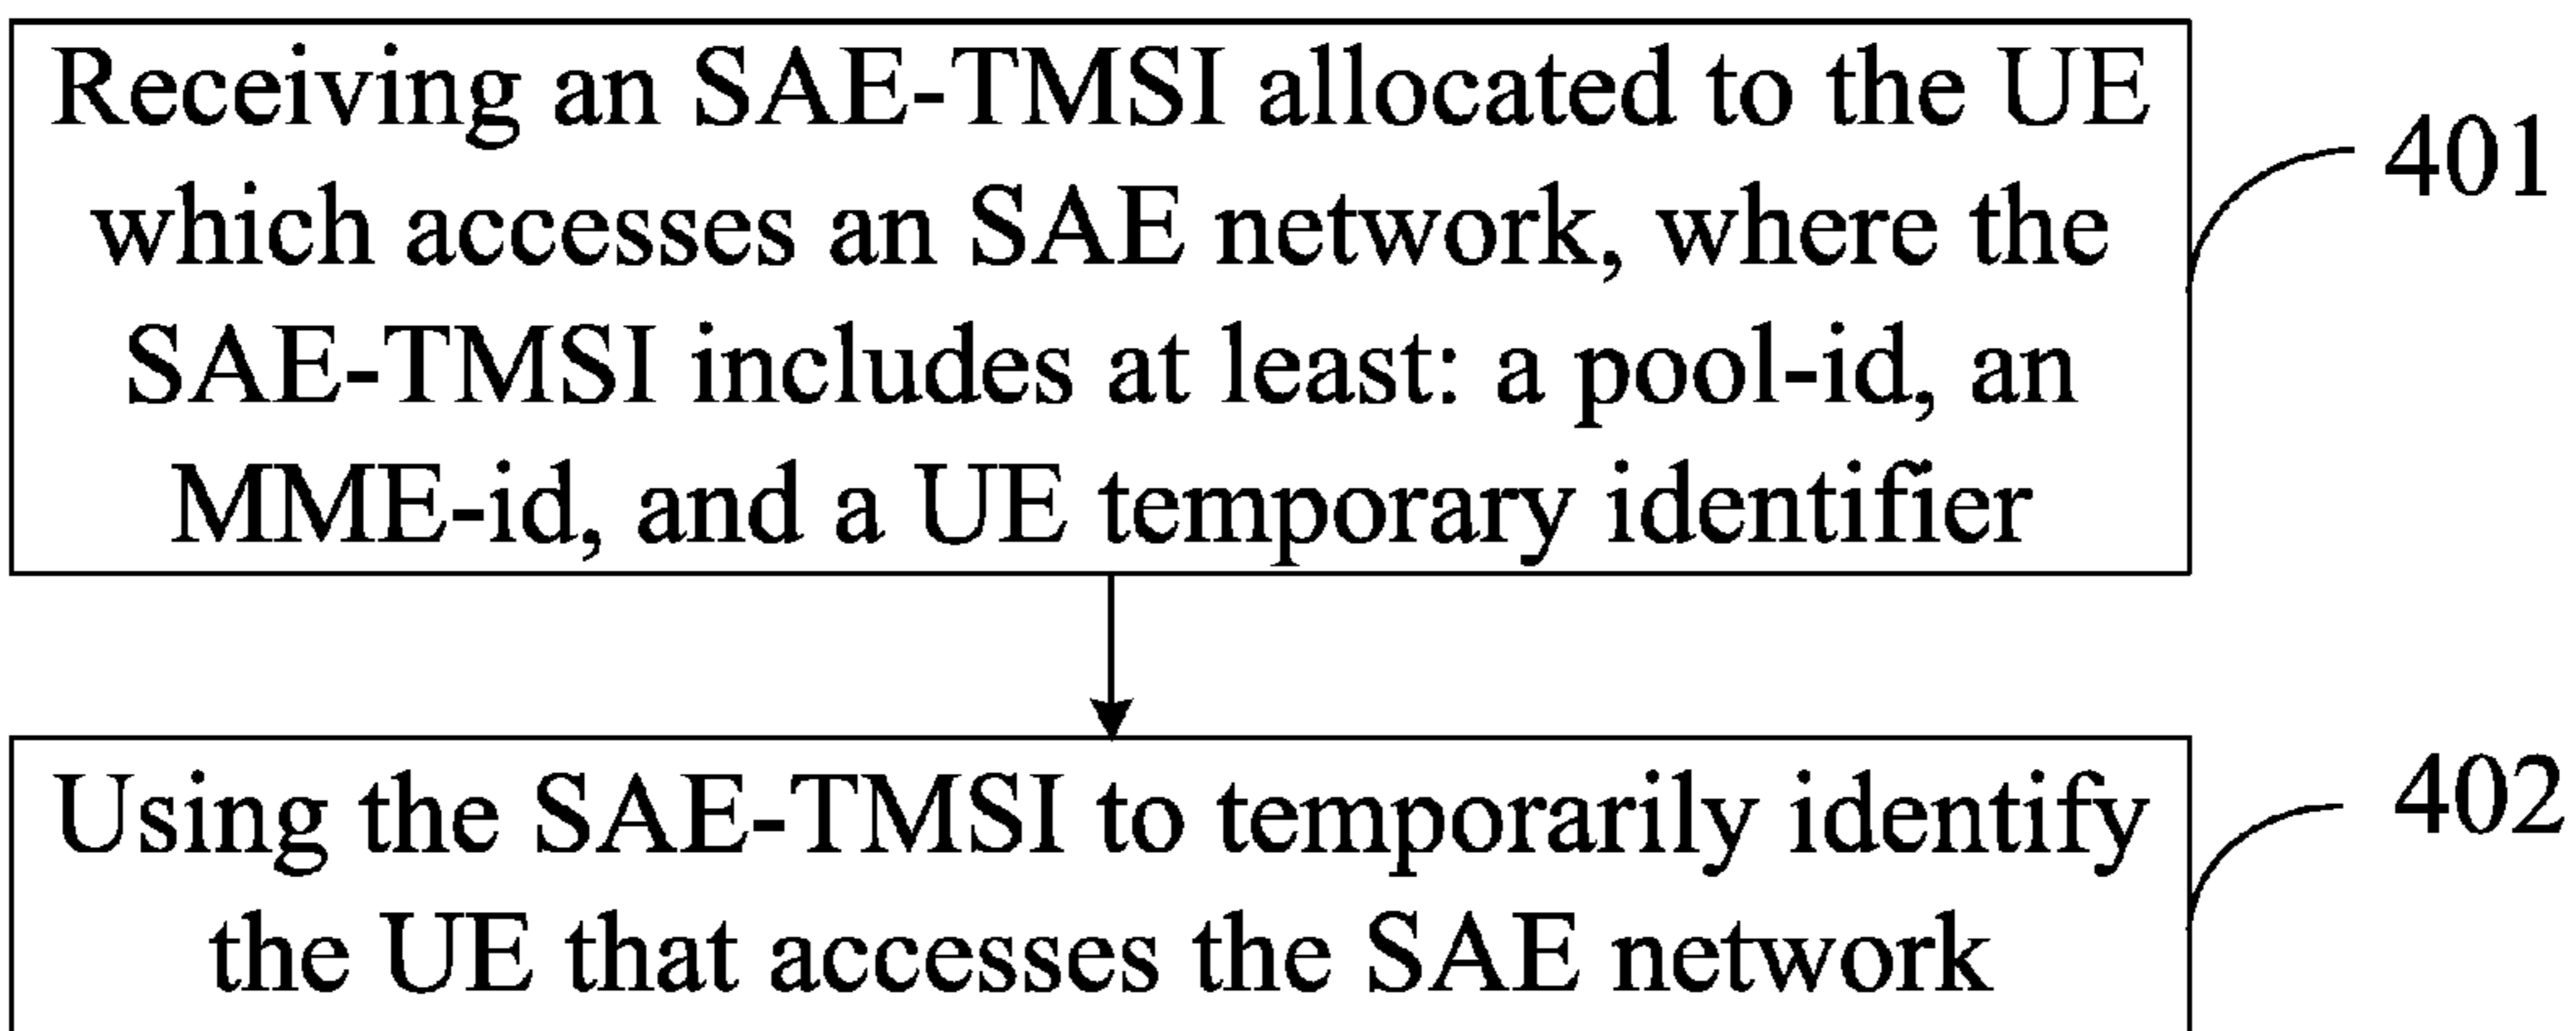 Receiving an SAE-TMSI allocated to the UE
which accesses an SAE network, where the
SAE-TMSI includes at least: a pool-id, an
MME-id, and a UE temporary identifier
401
Using the SAE-TMSI to temporarily identify
the UE that accesses the SAE network
402